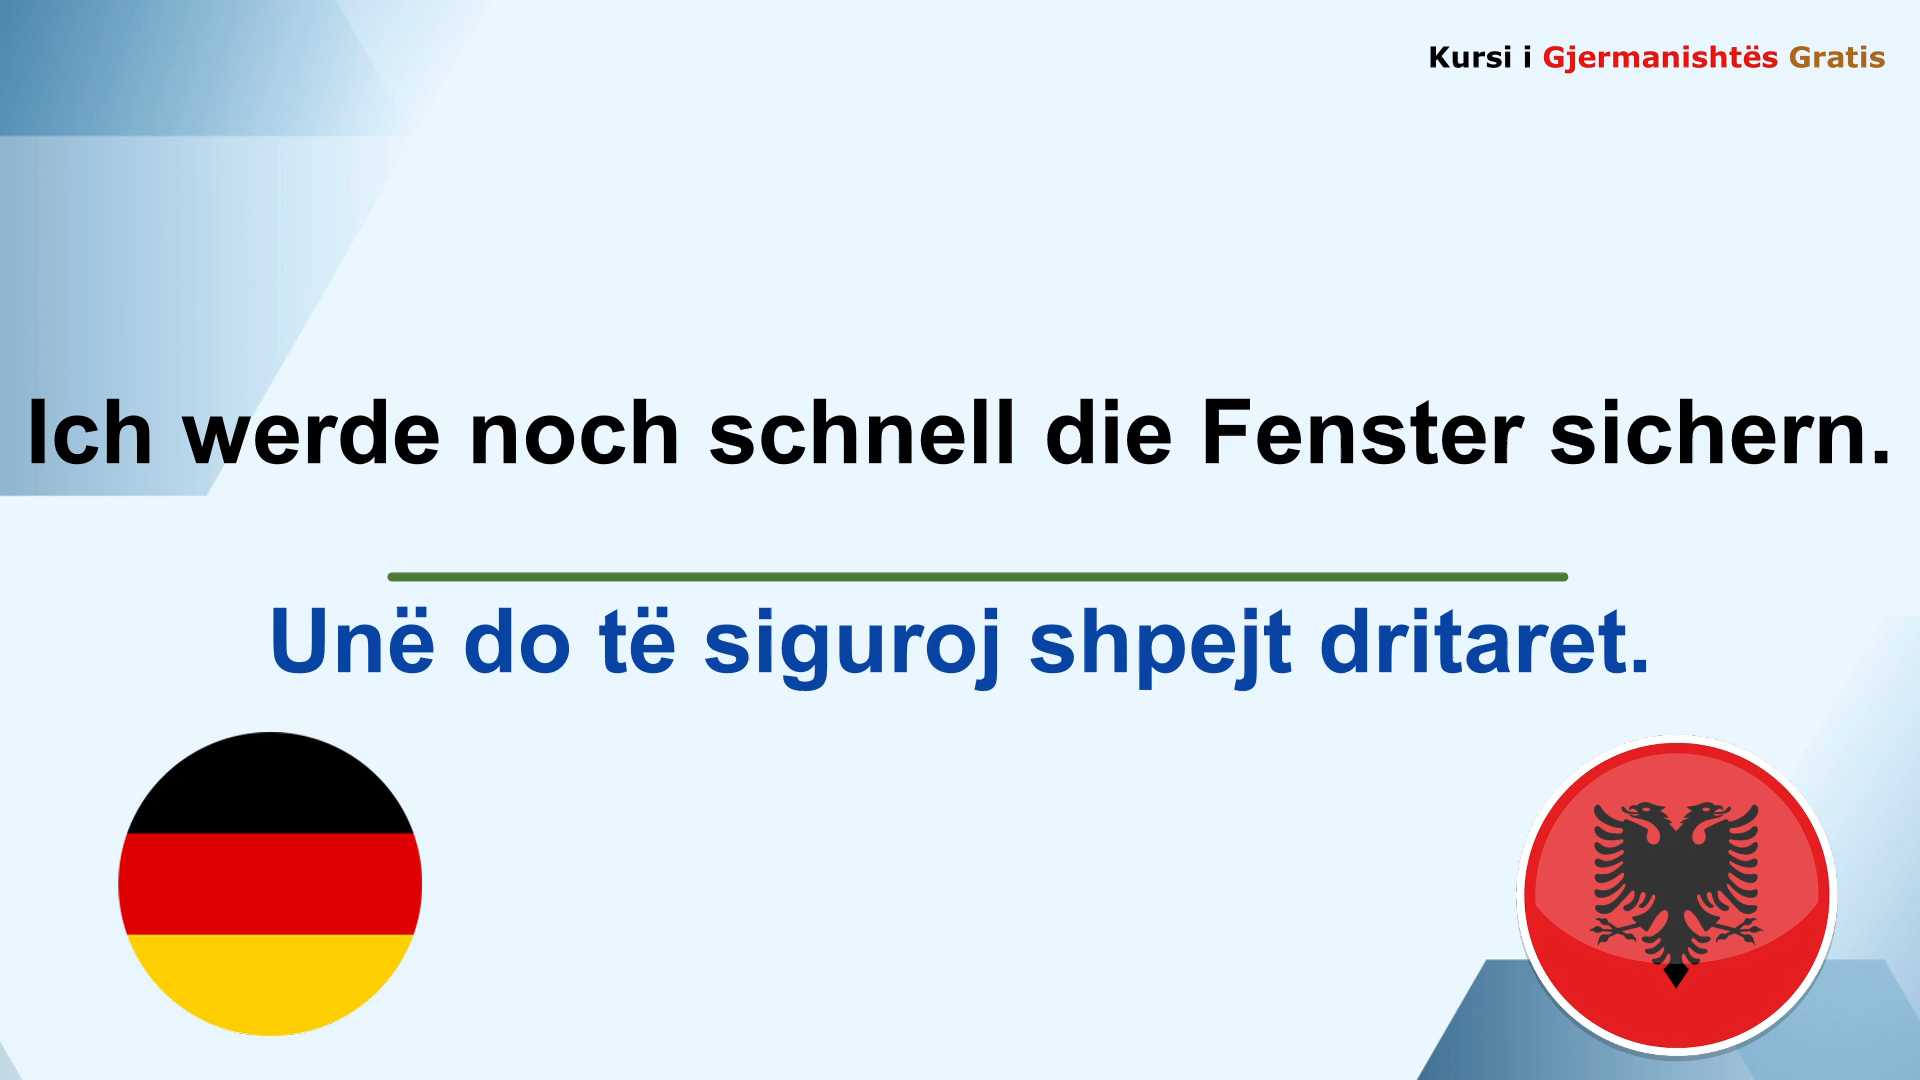 Kursi i Gjermanishtës Gratis
Ich werde noch schnell die Fenster sichern.
Unë do të siguroj shpejt dritaret.